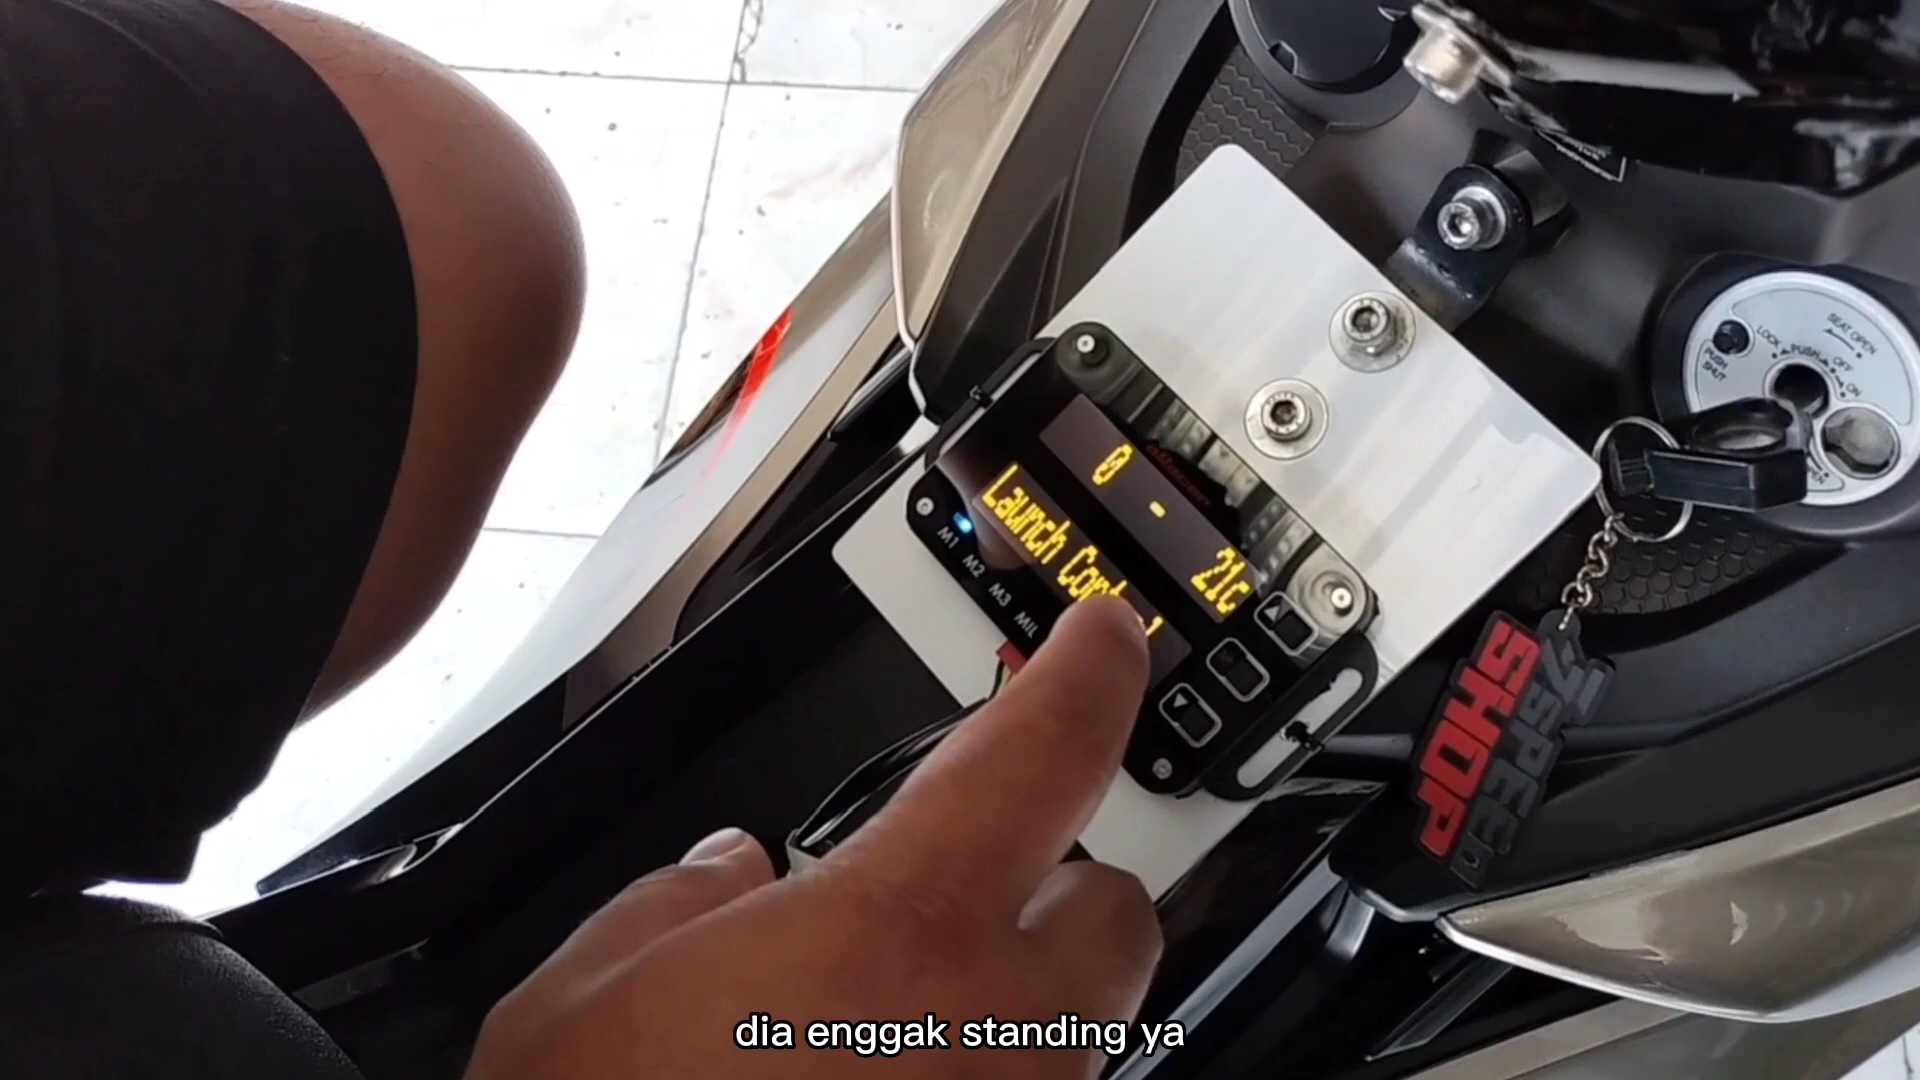 SEAT OPEN
LOCK
PUSH
OFF
ON
PUSH
SHUT
0 -
21c
Launch Control
M1
M2
M3
MIL
SPEED
SHOP
dia enggak standing ya